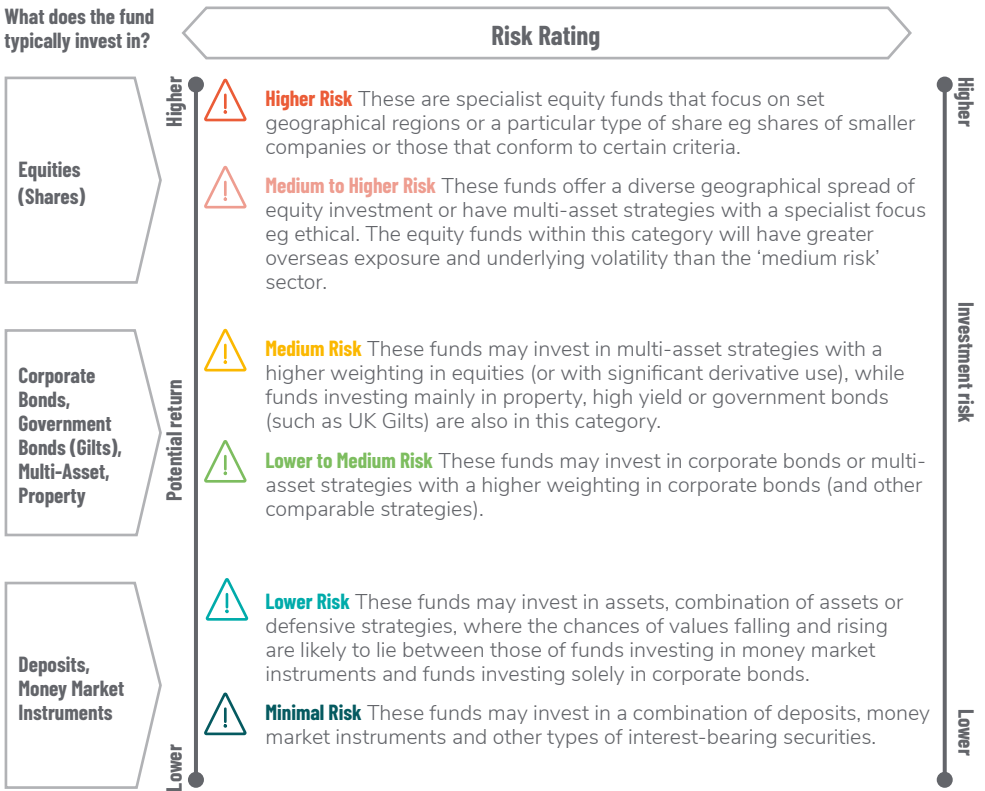 What does the fund
typically invest in?
Risk Rating
Equities
(Shares)
Higher
Higher Risk These are specialist equity funds that focus on set
geographical regions or a particular type of share eg shares of smaller
companies or those that conform to certain criteria.
Medium to Higher Risk These funds offer a diverse geographical spread of
equity investment or have multi-asset strategies with a specialist focus
eg ethical. The equity funds within this category will have greater
overseas exposure and underlying volatility than the ‘medium risk’
sector.
Higher
Corporate
Bonds,
Government
Bonds (Gilts),
Multi-Asset,
Property
Potential return
Medium Risk These funds may invest in multi-asset strategies with a
higher weighting in equities (or with significant derivative use), while
funds investing mainly in property, high yield or government bonds
(such as UK Gilts) are also in this category.
Lower to Medium Risk These funds may invest in corporate bonds or multi-
asset strategies with a higher weighting in corporate bonds (and other
comparable strategies).
Investment risk
Deposits,
Money Market
Instruments
Lower
Lower Risk These funds may invest in assets, combination of assets or
defensive strategies, where the chances of values falling and rising
are likely to lie between those of funds investing in money market
instruments and funds investing solely in corporate bonds.
Minimal Risk These funds may invest in a combination of deposits, money
market instruments and other types of interest-bearing securities.
Lower